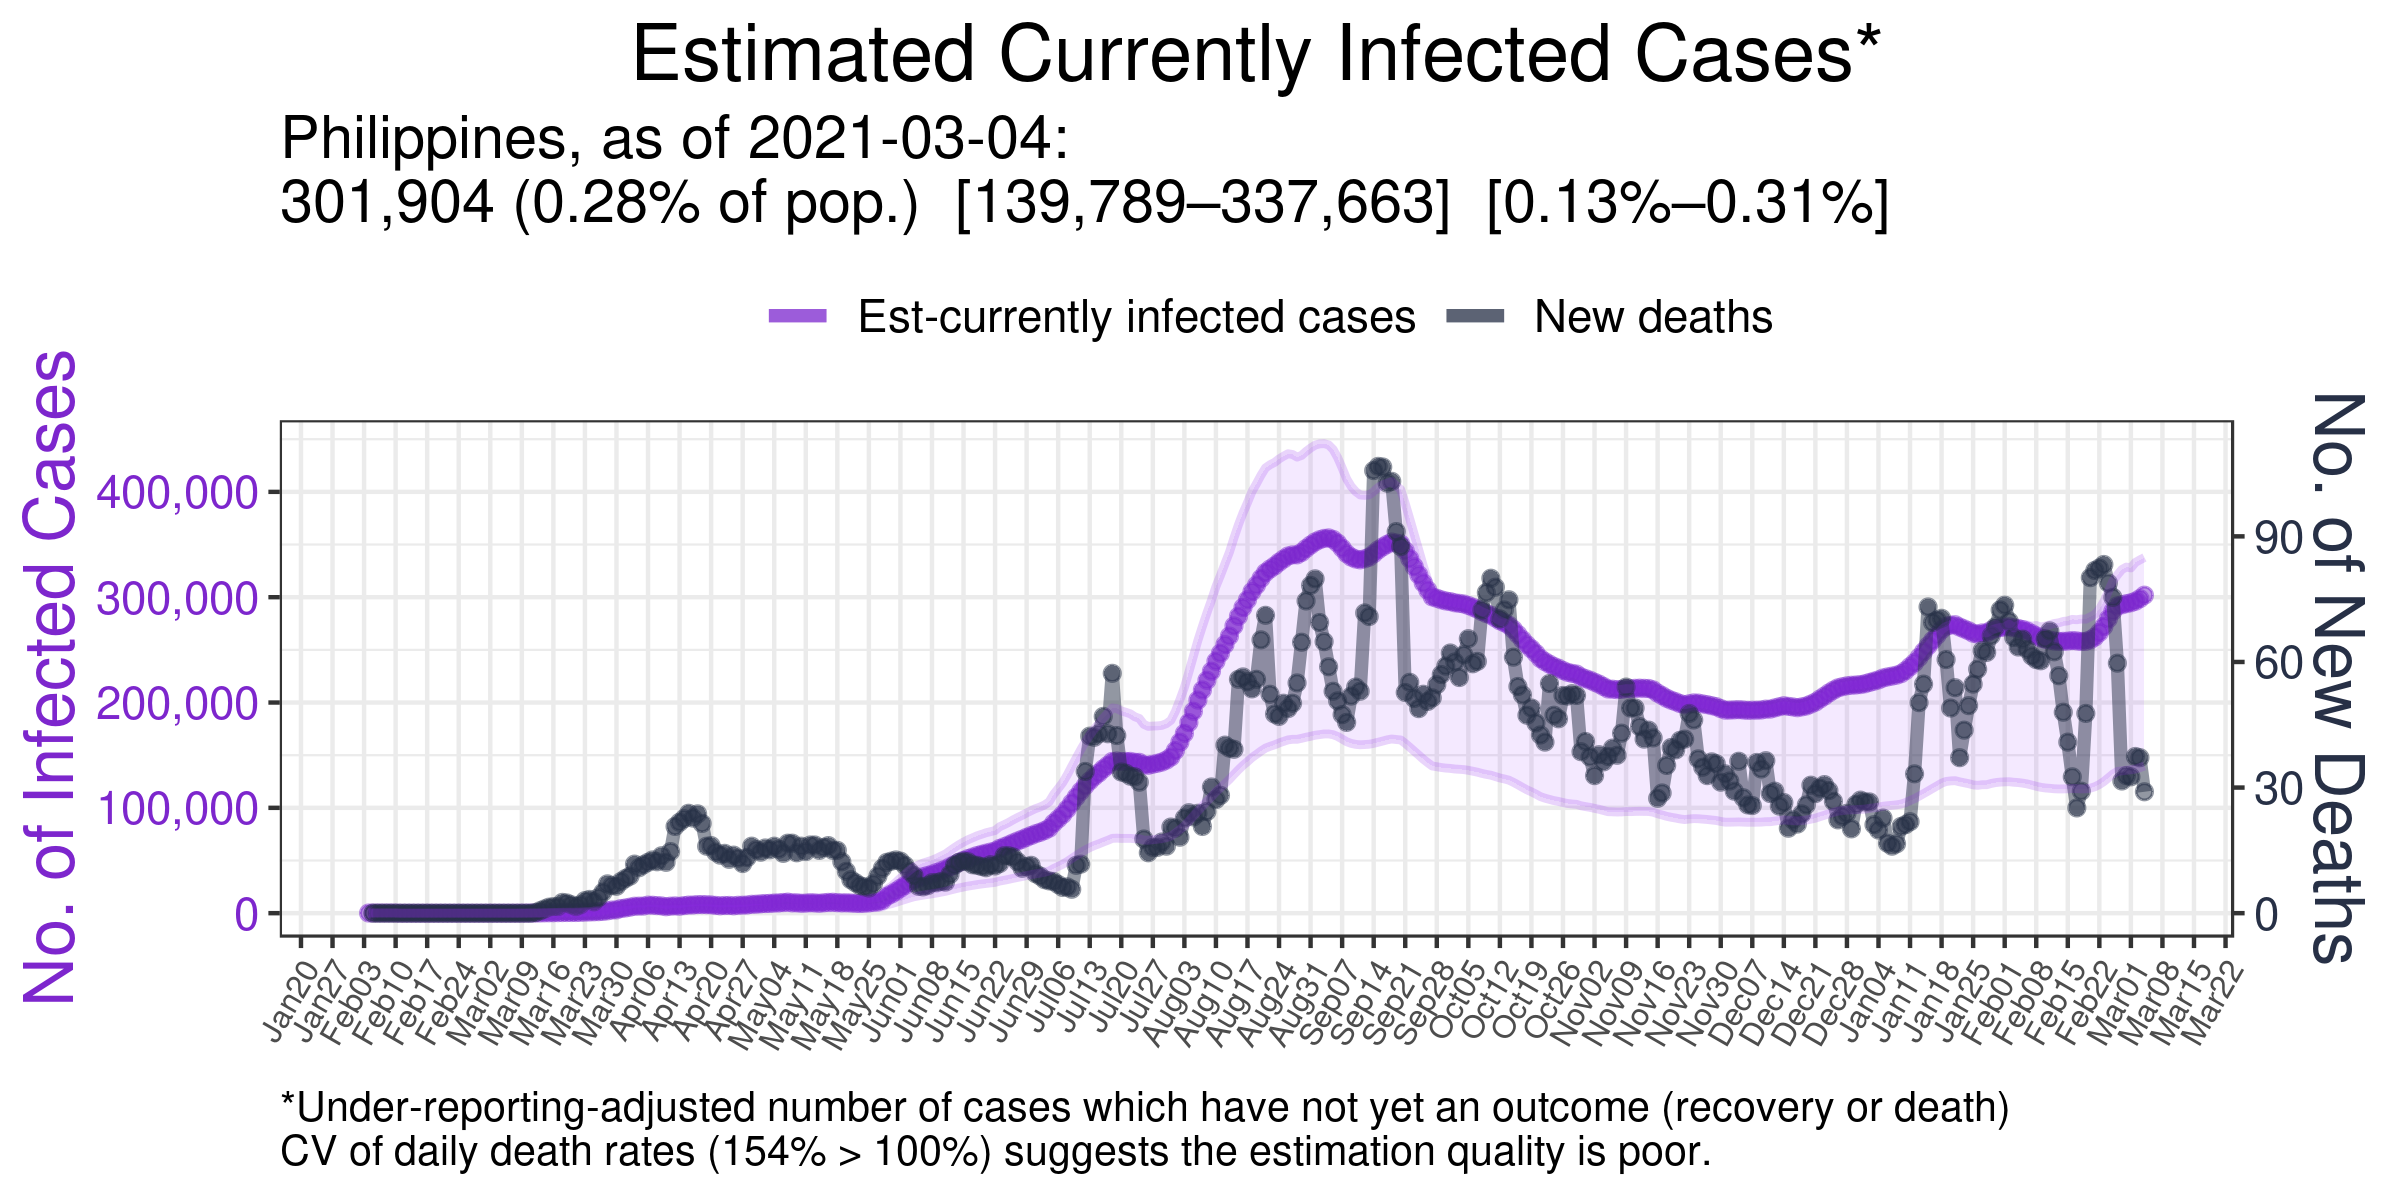 Estimated Currently Infected Cases*
Philippines, as of 2021-03-04:
301,904 (0.28% of pop.)  [139,789–337,663]  [0.13%–0.31%]
Est-currently infected cases
New deaths
No. of Infected Cases
400,000
300,000
200,000
100,000
0
No. of New Deaths
90
60
30
0
Jan20
Jan27
Feb03
Feb10
Feb17
Feb24
Mar02
Mar09
Mar16
Mar23
Mar30
Apr06
Apr13
Apr20
Apr27
May04
May11
May18
May25
Jun01
Jun08
Jun15
Jun22
Jun29
Jul06
Jul13
Jul20
Jul27
Aug03
Aug10
Aug17
Aug24
Aug31
Sep07
Sep14
Sep21
Sep28
Oct05
Oct12
Oct19
Oct26
Nov02
Nov09
Nov16
Nov23
Nov30
Dec07
Dec14
Dec21
Dec28
Jan04
Jan11
Jan18
Jan25
Feb01
Feb08
Feb15
Feb22
Mar01
Mar08
Mar15
Mar22
*Under-reporting-adjusted number of cases which have not yet an outcome (recovery or death)
CV of daily death rates (154% > 100%) suggests the estimation quality is poor.